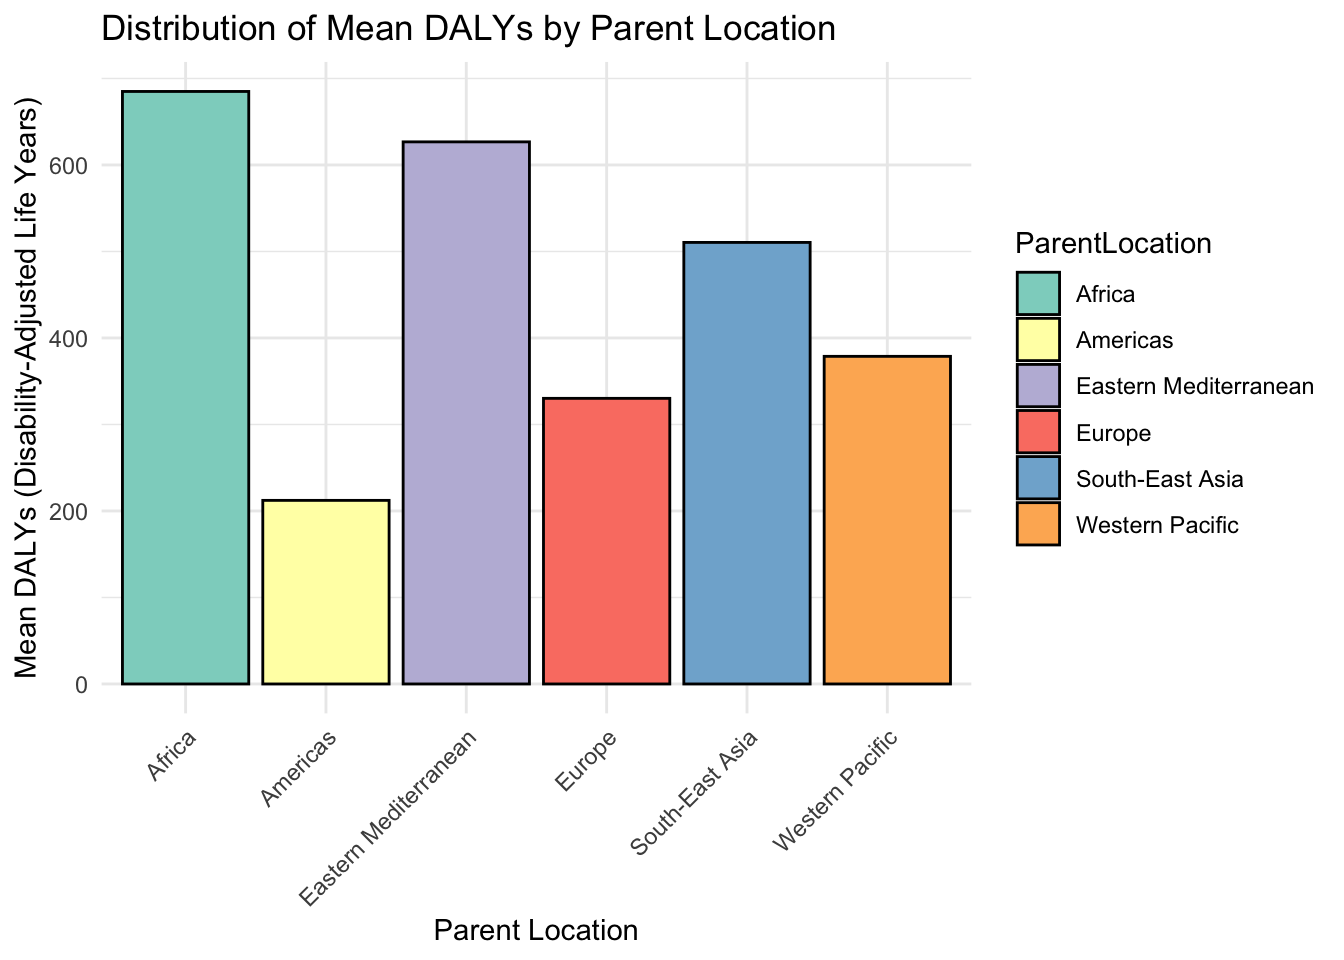 Distribution of Mean DALYs by Parent Location
Mean DALYs (Disability-Adjusted Life Years)
600
400
200
0
Africa
Americas
Eastern Mediterranean
Europe
South-East Asia
Western Pacific
Parent Location
ParentLocation
Africa
Americas
Eastern Mediterranean
Europe
South-East Asia
Western Pacific